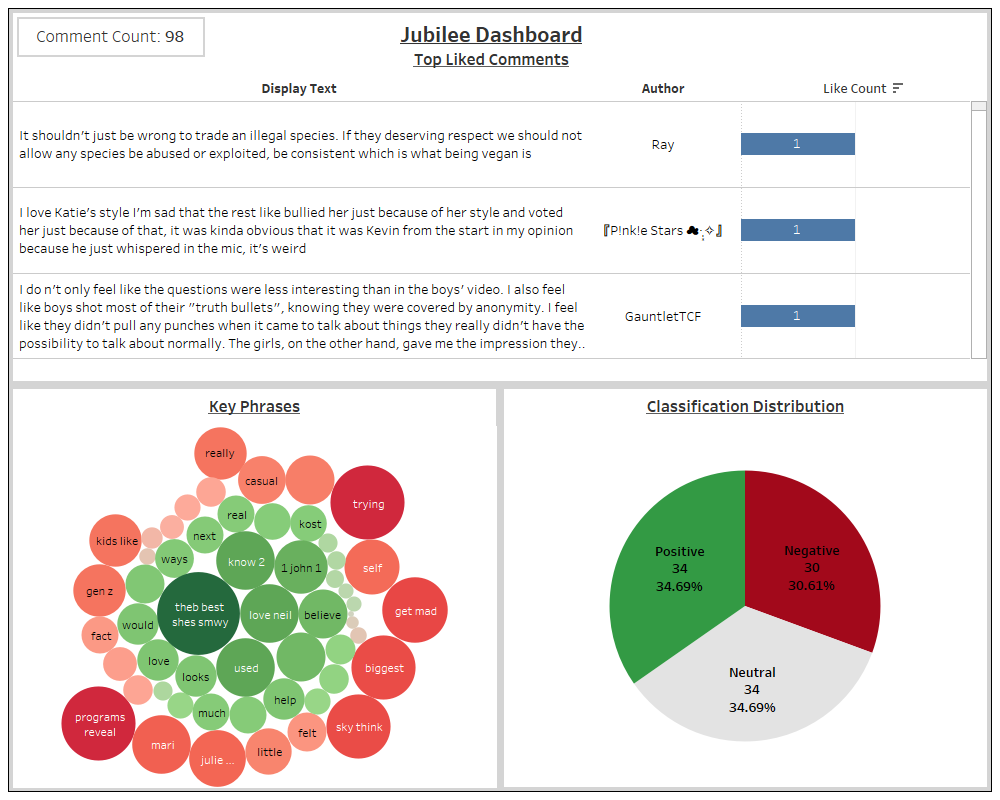 Comment Count: 98
Jubilee Dashboard
Top Liked Comments
Display Text
Author
Like Count
It shouldn't just be wrong to trade an illegal species. If they deserving respect we should not
allow any species be abused or exploited, be consistent which is what being vegan is
Ray
1
I love Katie's style I'm sad that the rest like bullied her just because of her style and voted
her just because of that, it was kinda obvious that it was Kevin from the start in my opinion
because he just whispered in the mic, it's weird
『P!nk!e Stars ☘︎₊✧』
1
I do n't only feel like the questions were less interesting than in the boys' video. I also feel
like boys shot most of their "truth bullets", knowing they were covered by anonymity. I feel
like they didn't pull any punches when it came to talk about things they really didn't have the
possibility to talk about normally. The girls, on the other hand, gave me the impression they..
GauntletTCF
1
Key Phrases
really
casual
trying
real
kost
next
kids like
ways
know 2
1 john 1
self
gen z
theb best
shes smwy
love neil
believe
get mad
would
fact
love
used
biggest
looks
help
much
programs
reveal
sky think
felt
mari
little
julie ...
Classification Distribution
Positive
34
34.69%
Negative
30
30.61%
Neutral
34
34.69%